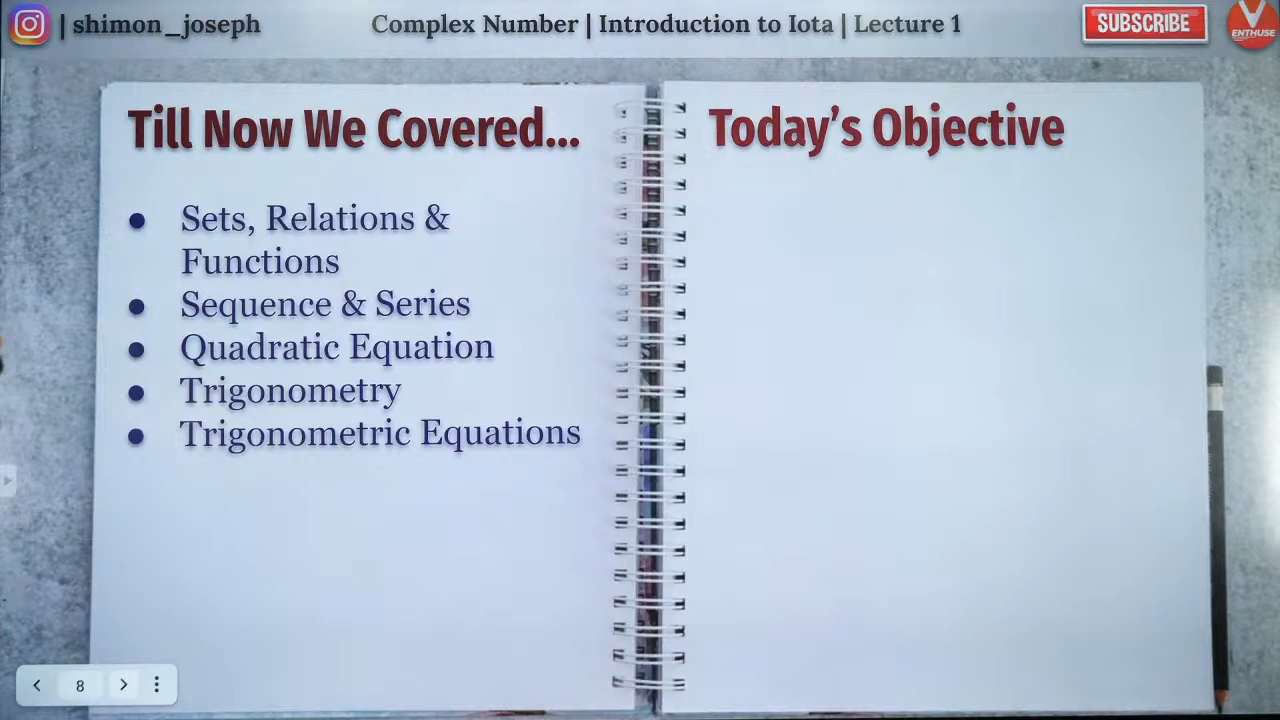 | shimon_joseph
Complex Number | Introduction to Iota | Lecture 1
SUBSCRIBE
V
ENTHUSE
Till Now We Covered...
● Sets, Relations &
Functions
● Sequence & Series
● Quadratic Equation
● Trigonometry
● Trigonometric Equations
Today’s Objective
8